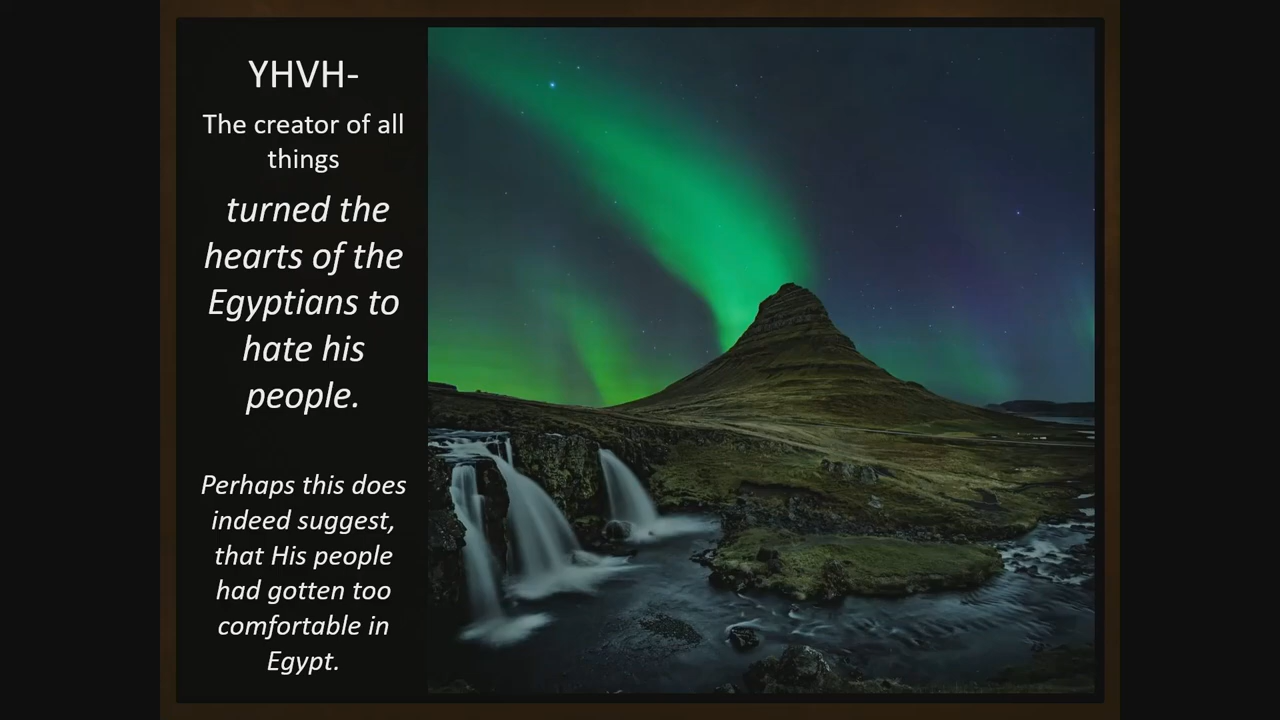 YHVH-
The creator of all
things
turned the
hearts of the
Egyptians to
hate his
people.
Perhaps this does
indeed suggest,
that His people
had gotten too
comfortable in
Egypt.